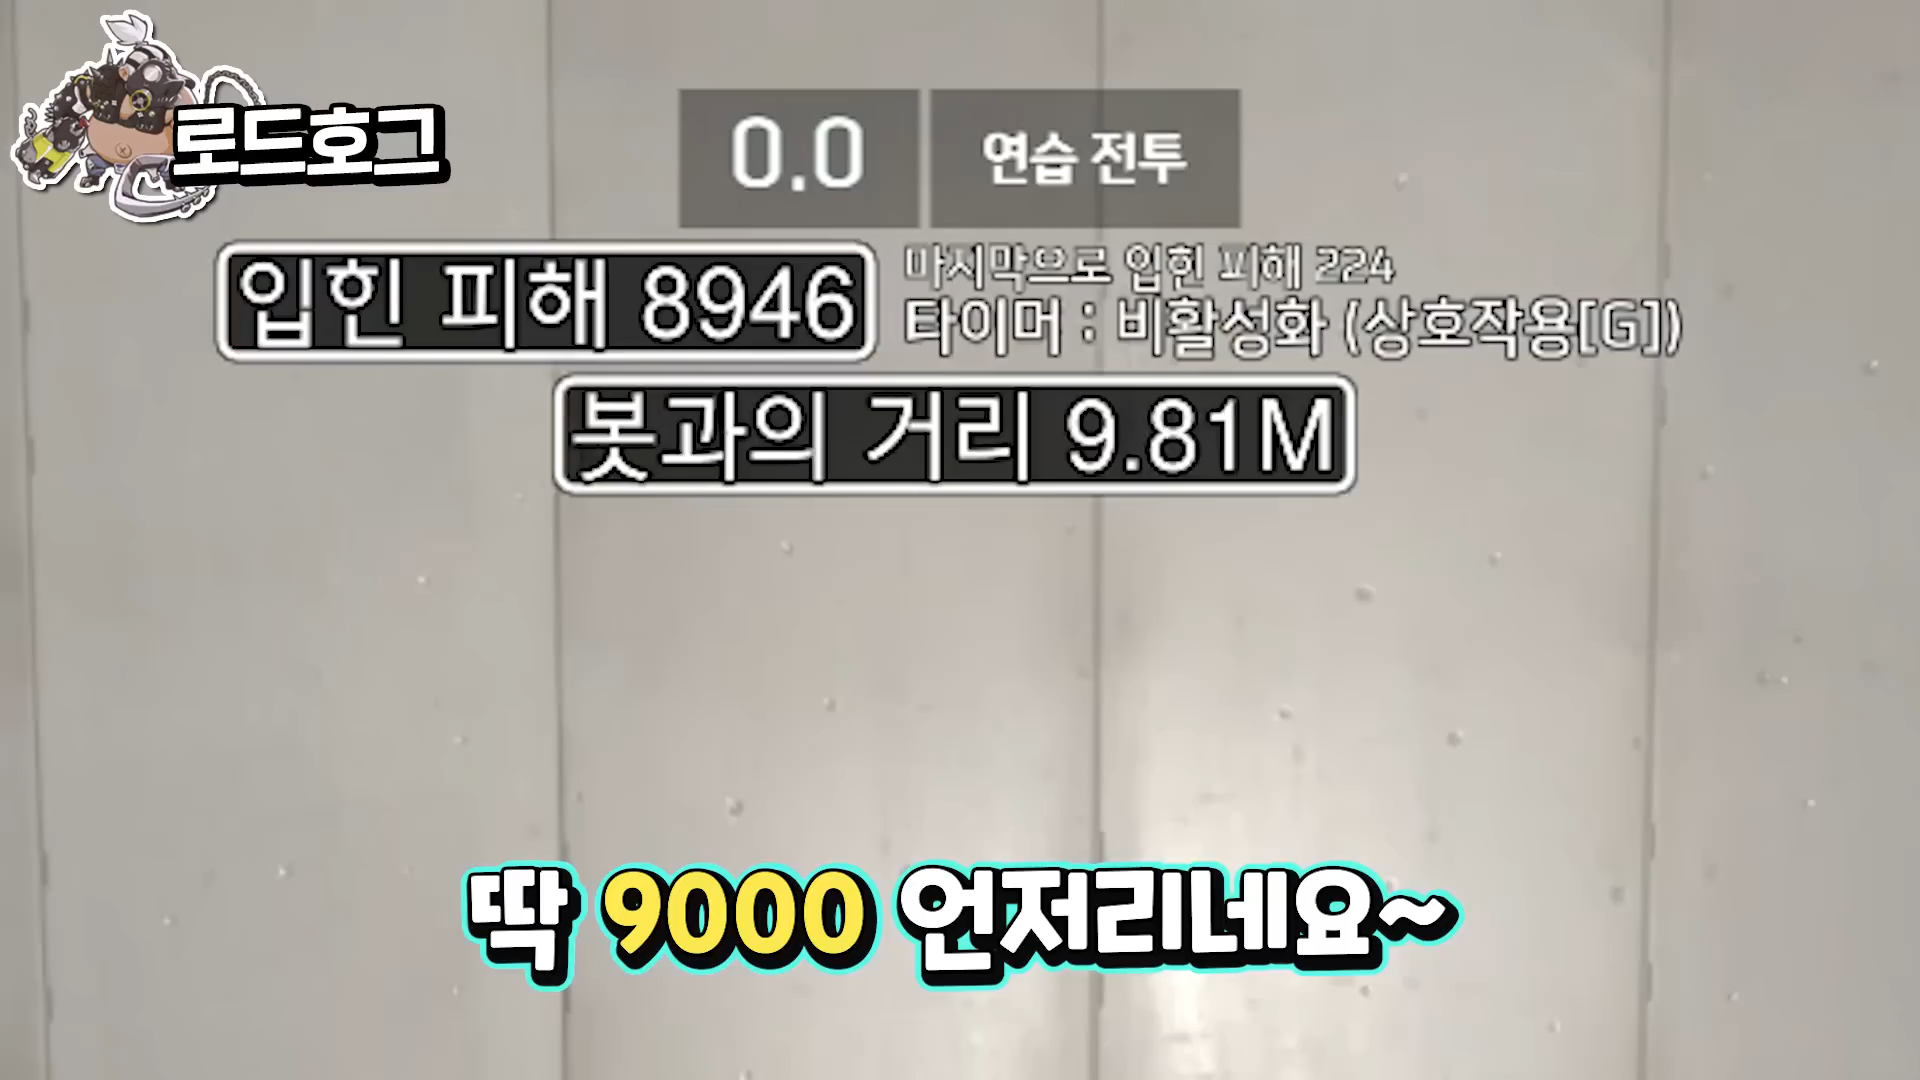 로드호그
0.0 연습 전투
입힌 피해 8946
마지막으로 입힌 피해 224
타이머 : 비활성화 (상호작용[G])
봇과의 거리 9.81M
딱 9000 언저리네요~